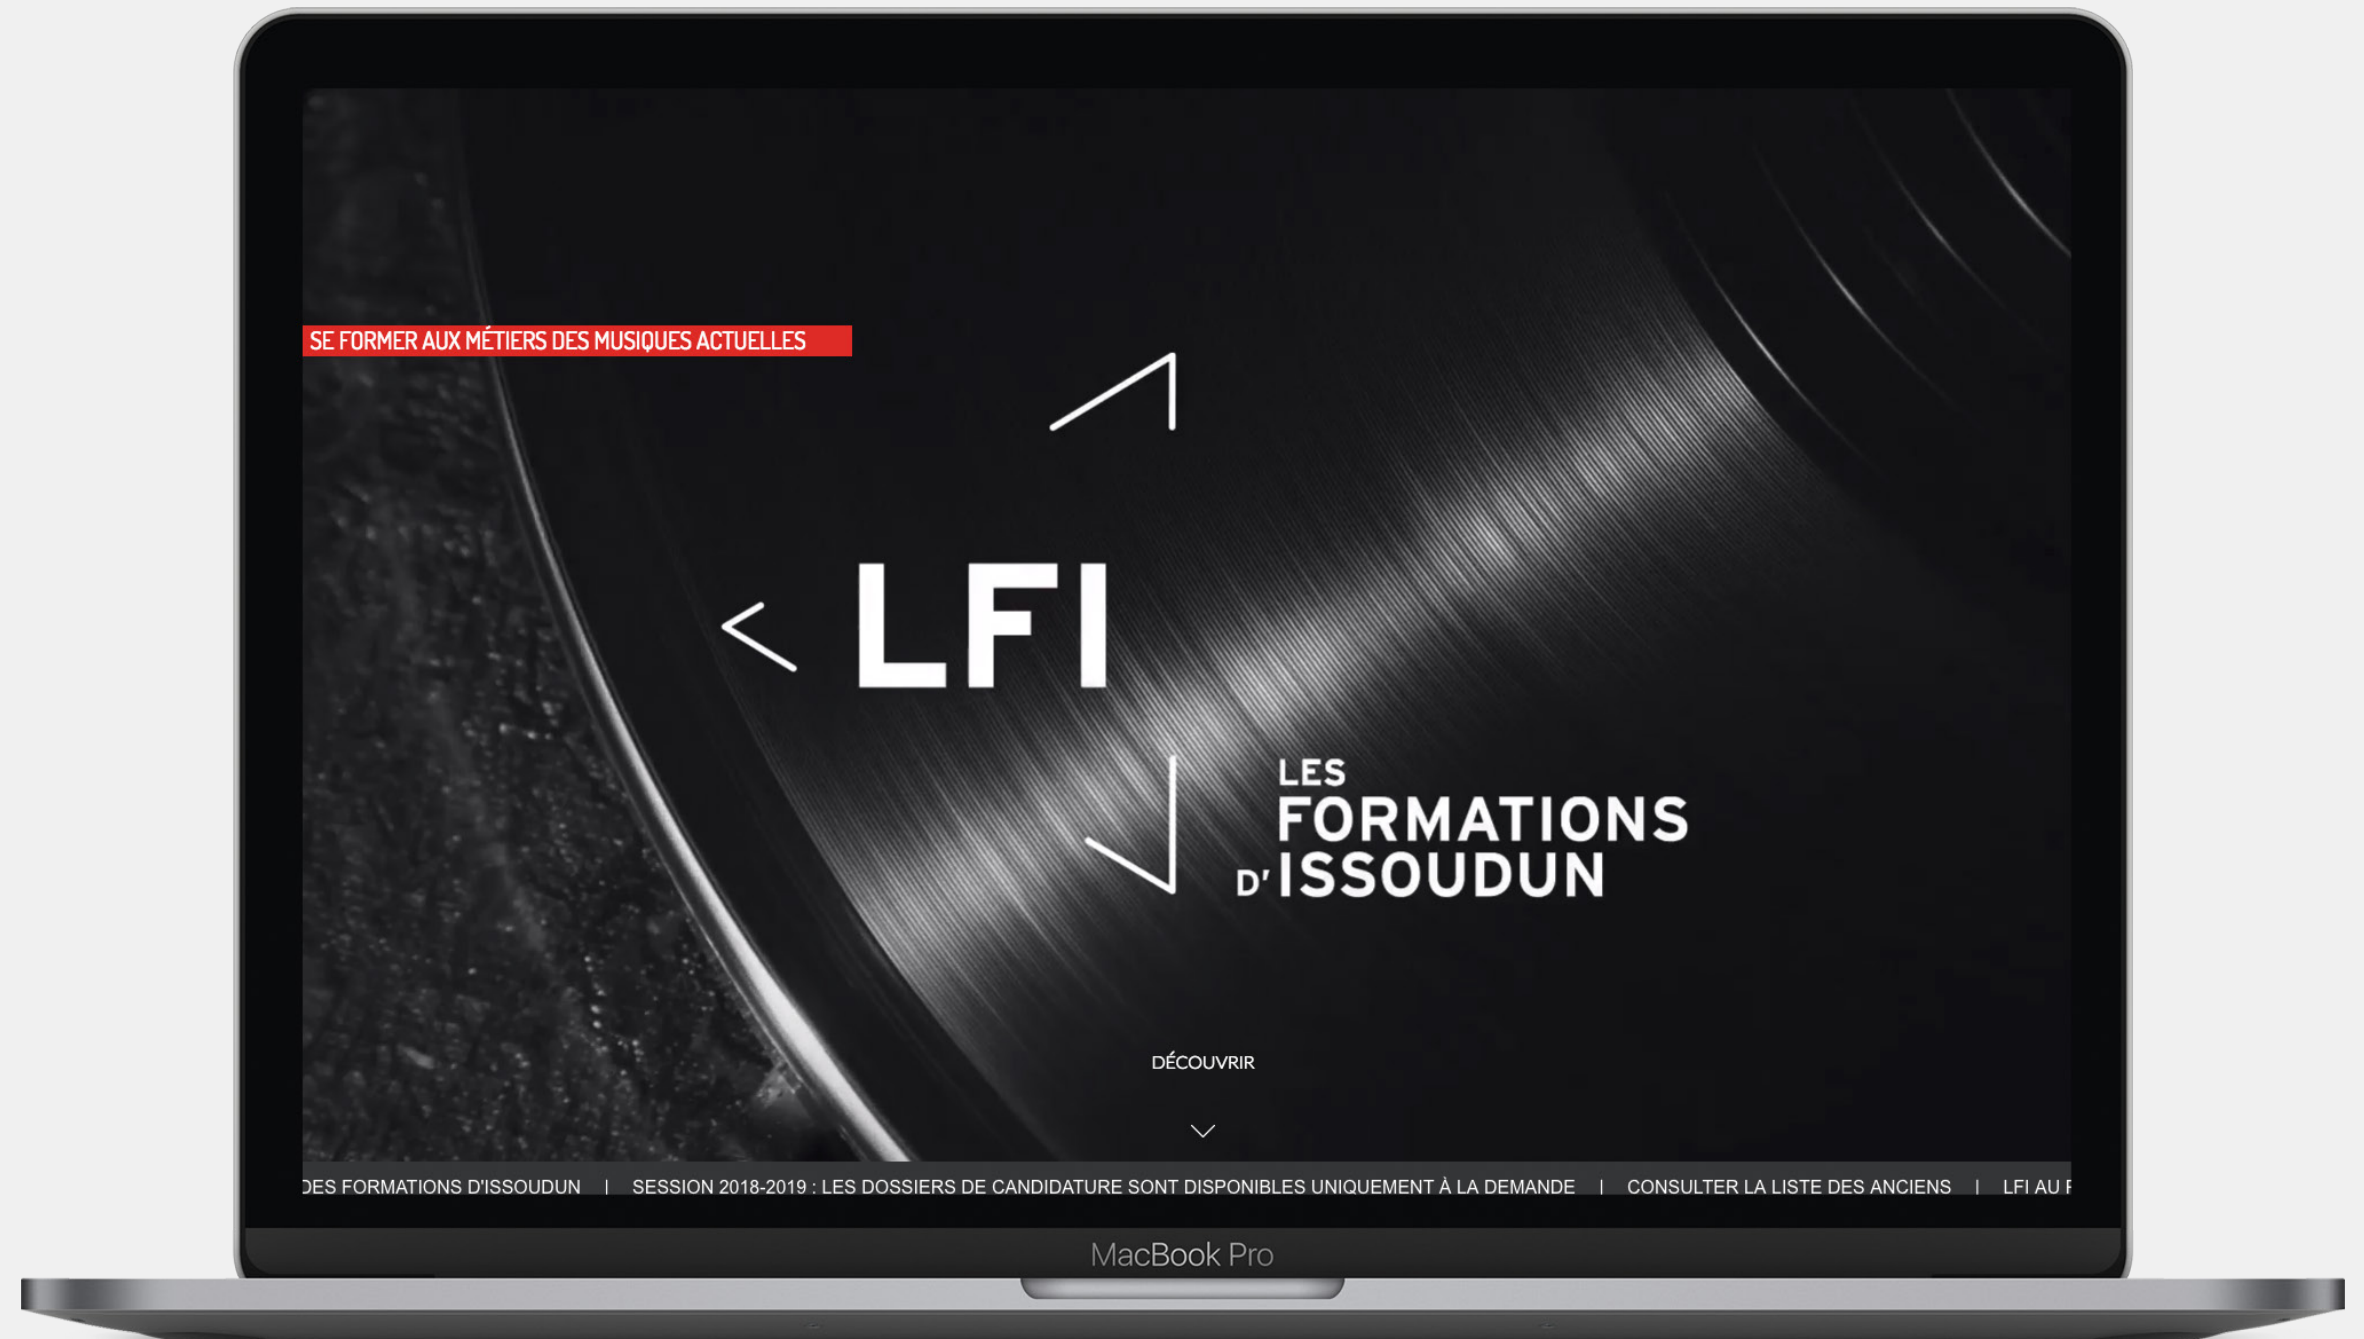 SE FORMER AUX MÉTIERS DES MUSIQUES ACTUELLES
LFI
LES
FORMATIONS
D'ISSOUDUN
DÉCOUVRIR
DES FORMATIONS D'ISSOUDUN | SESSION 2018-2019 : LES DOSSIERS DE CANDIDATURE SONT DISPONIBLES UNIQUEMENT À LA DEMANDE | CONSULTER LA LISTE DES ANCIENS | LFI AU
MacBook Pro